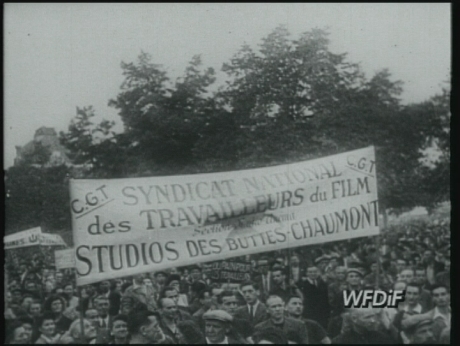 C.G.T.
C.G.T.
SYNDICAT NATIONAL
des TRAVAILLEURS du FILM
STUDIOS DES BUTTES-CHAUMONT
WFDiF